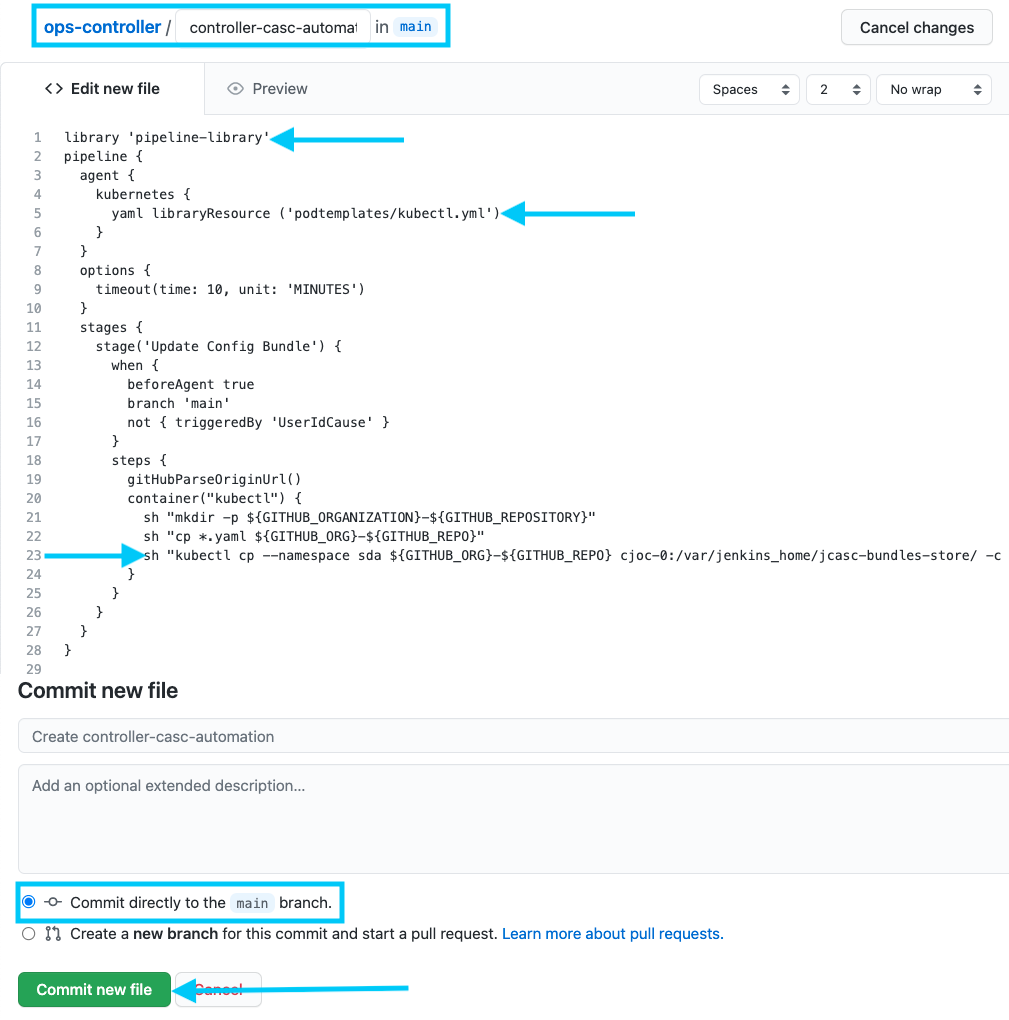 ops-controller / controller-casc-automat in main
Cancel changes
<> Edit new file
Preview
Spaces
2
No wrap
1 library 'pipeline-library'
2 pipeline {
3   agent {
4     kubernetes {
5       yaml libraryResource ('podtemplates/kubectl.yml')
6     }
7   }
8   options {
9     timeout(time: 10, unit: 'MINUTES')
10   }
11   stages {
12     stage('Update Config Bundle') {
13       when {
14         beforeAgent true
15         branch 'main'
16         not { triggeredBy 'UserIdCause' }
17       }
18       steps {
19         gitHubParseOriginUrl()
20         container("kubectl") {
21           sh "mkdir -p ${GITHUB_ORGANIZATION}-${GITHUB_REPOSITORY}"
22           sh "cp *.yaml ${GITHUB_ORG}-${GITHUB_REPO}"
23           sh "kubectl cp --namespace sda ${GITHUB_ORG}-${GITHUB_REPO} cjoc-0:/var/jenkins_home/jcasc-bundles-store/ -c
24         }
25       }
26     }
27   }
28 }
29
Commit new file
Create controller-casc-automation
Add an optional extended description...
Commit directly to the main branch.
Create a new branch for this commit and start a pull request. Learn more about pull requests.
Commit new file
Cancel